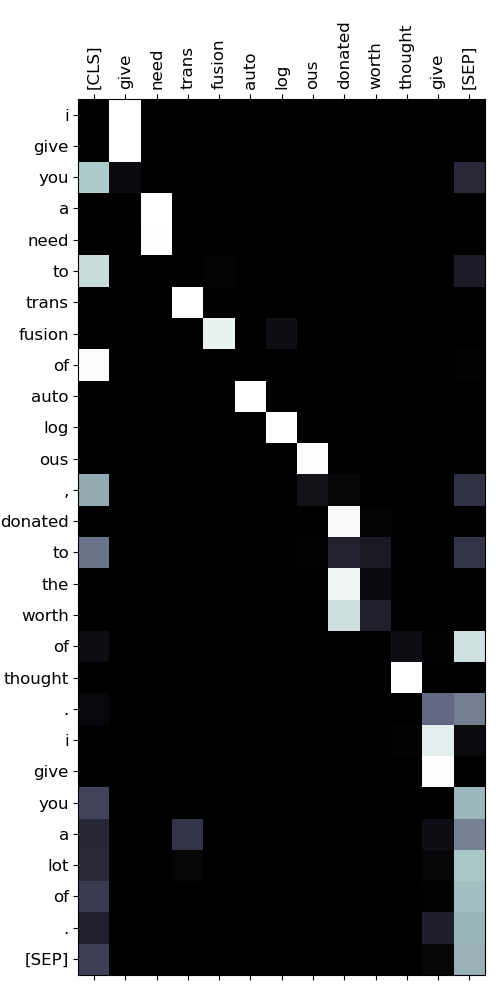 [CLS] give need trans fusion auto log ous donated worth thought give [SEP]
i
give
you
a
need
to
trans
fusion
of
auto
log
ous
,
donated
to
the
worth
of
thought
.
i
give
you
a
lot
of
.
[SEP]